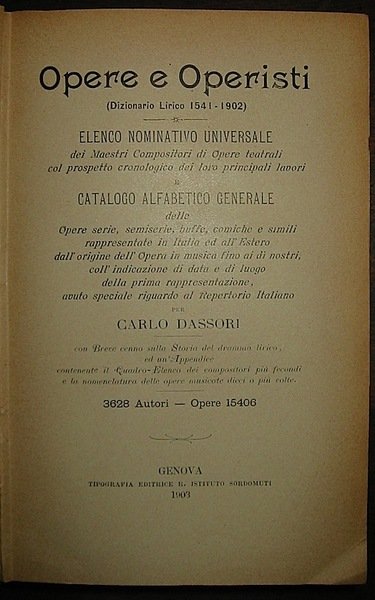 Opere e Operisti
(Dizionario Lirico 1541-1902)
ELENCO NOMINATIVO UNIVERSALE
dei Maestri Compositori di Opere teatrali
col prospetto cronologico dei loro principali lavori
E
CATALOGO ALFABETICO GENERALE
delle
Opere serie, semiserie, buffe, comiche e simili
rappresentate in Italia ed all'Estero
dall'origine dell'Opera in musica fino ai dì nostri,
coll'indicazione di data e di luogo
della prima rappresentazione,
avuto speciale riguardo al Repertorio Italiano
PER
CARLO DASSORI
con Breve cenno sulla Storia del dramma lirico,
ed un'Appendice
contenente il Quadro-Elenco dei compositori più fecondi
e la nomenclatura delle opere musicate dieci o più volte.
3628 Autori — Opere 15406
GENOVA
TIPOGRAFIA EDITRICE R. ISTITUTO SORDOMUTI
1903